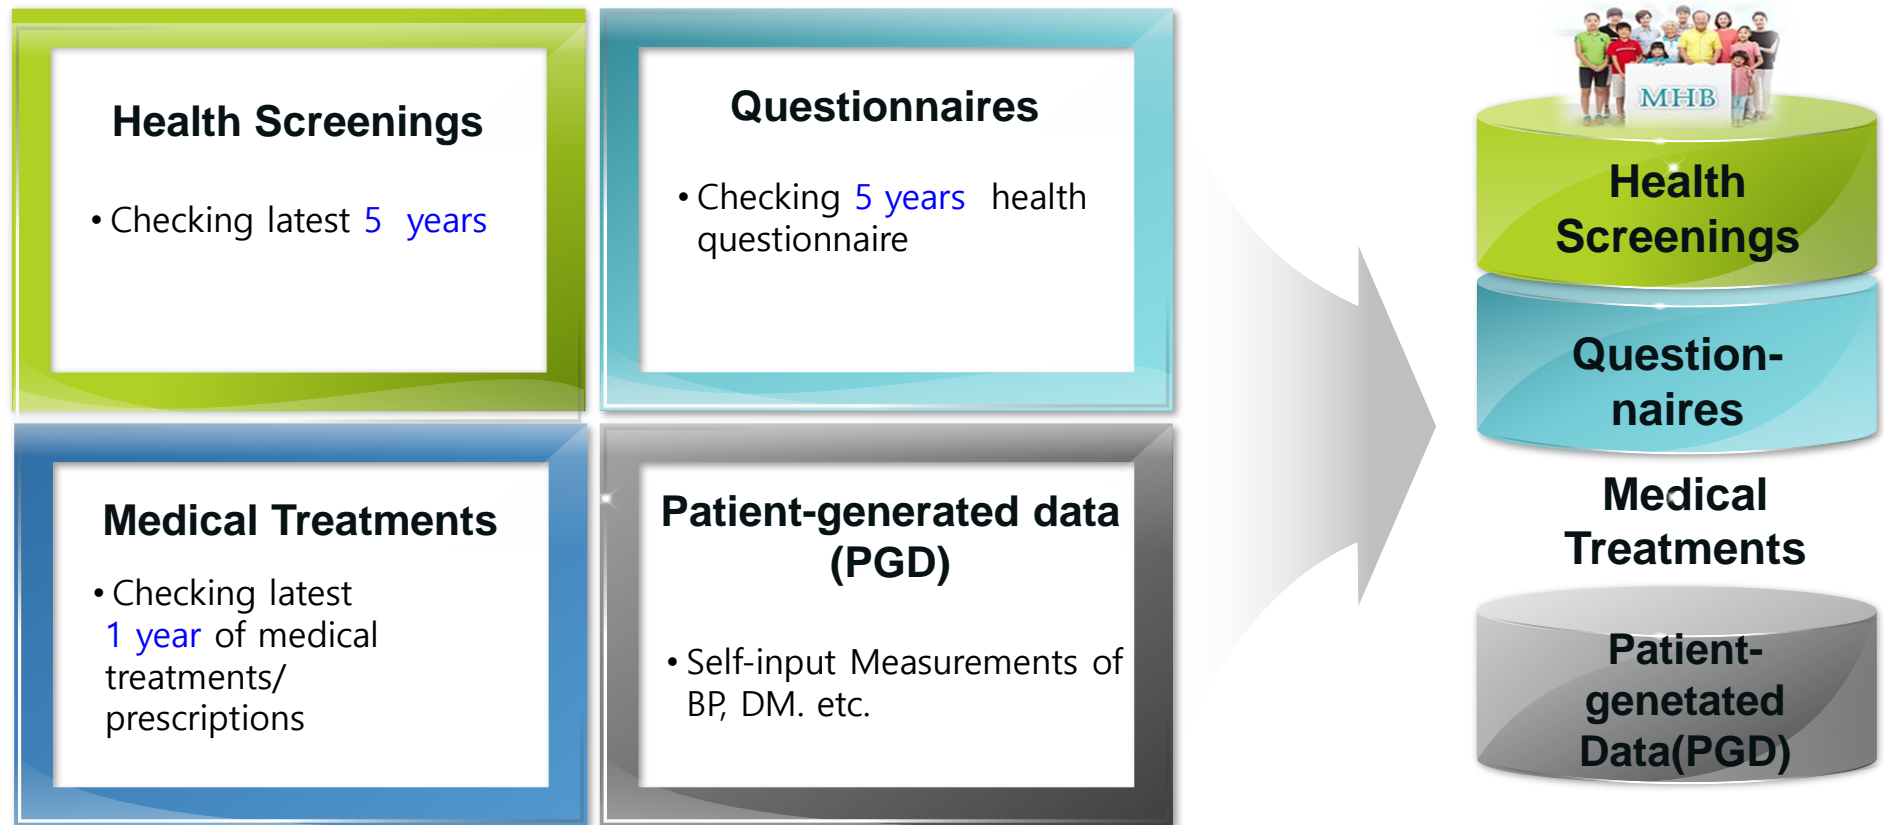 Health Screenings
• Checking latest 5 years
Questionnaires
• Checking 5 years health
questionnaire
Medical Treatments
• Checking latest
1 year of medical
treatments/
prescriptions
Patient-generated data
(PGD)
• Self-input Measurements of
BP, DM. etc.
MHB
Health
Screenings
Question-
naires
Medical
Treatments
Patient-
genetated
Data(PGD)